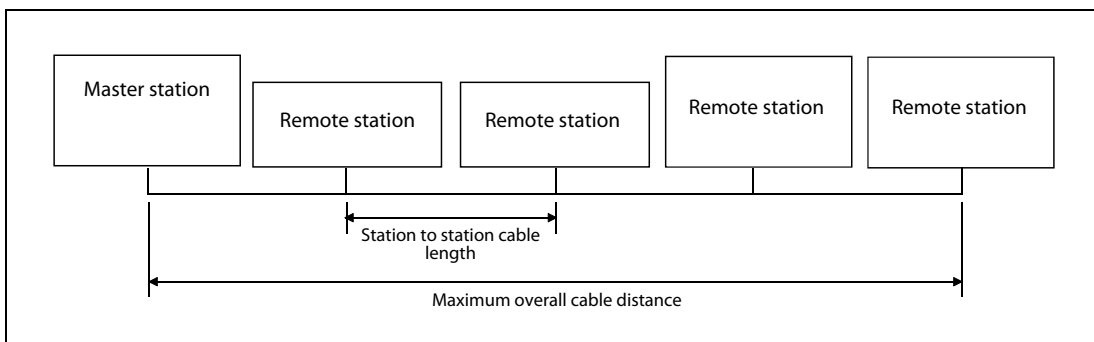 Master station
Remote station
Remote station
Remote station
Remote station
Station to station cable
length
Maximum overall cable distance